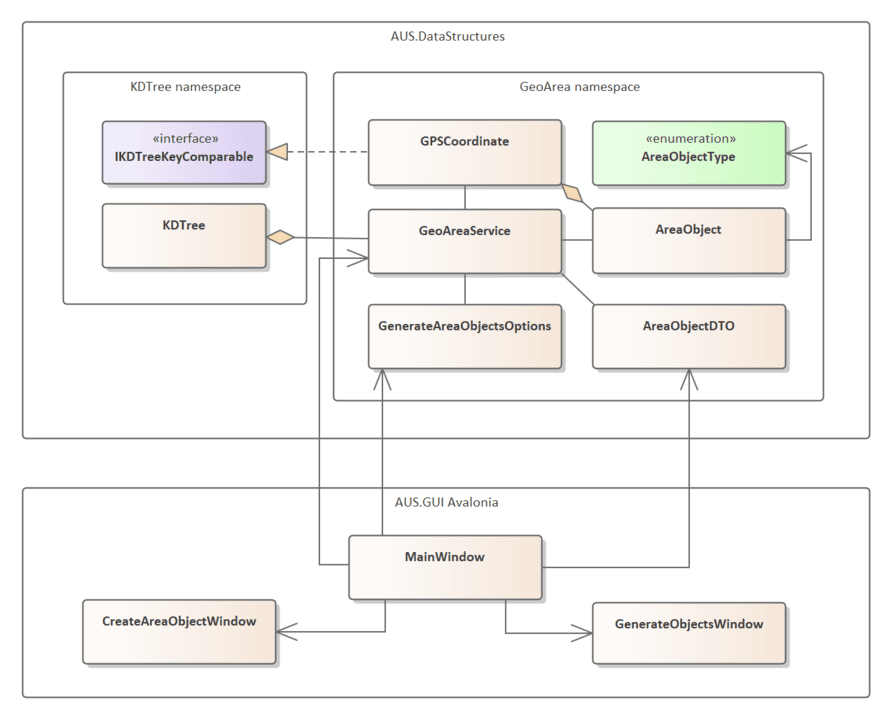 AUS.DataStructures
KDTree namespace
GeoArea namespace
«interface»
IKDTreeKeyComparable
GPSCoordinate
«enumeration»
AreaObjectType
KDTree
GeoAreaService
AreaObject
GenerateAreaObjectsOptions
AreaObjectDTO
AUS.GUI Avalonia
MainWindow
CreateAreaObjectWindow
GenerateObjectsWindow